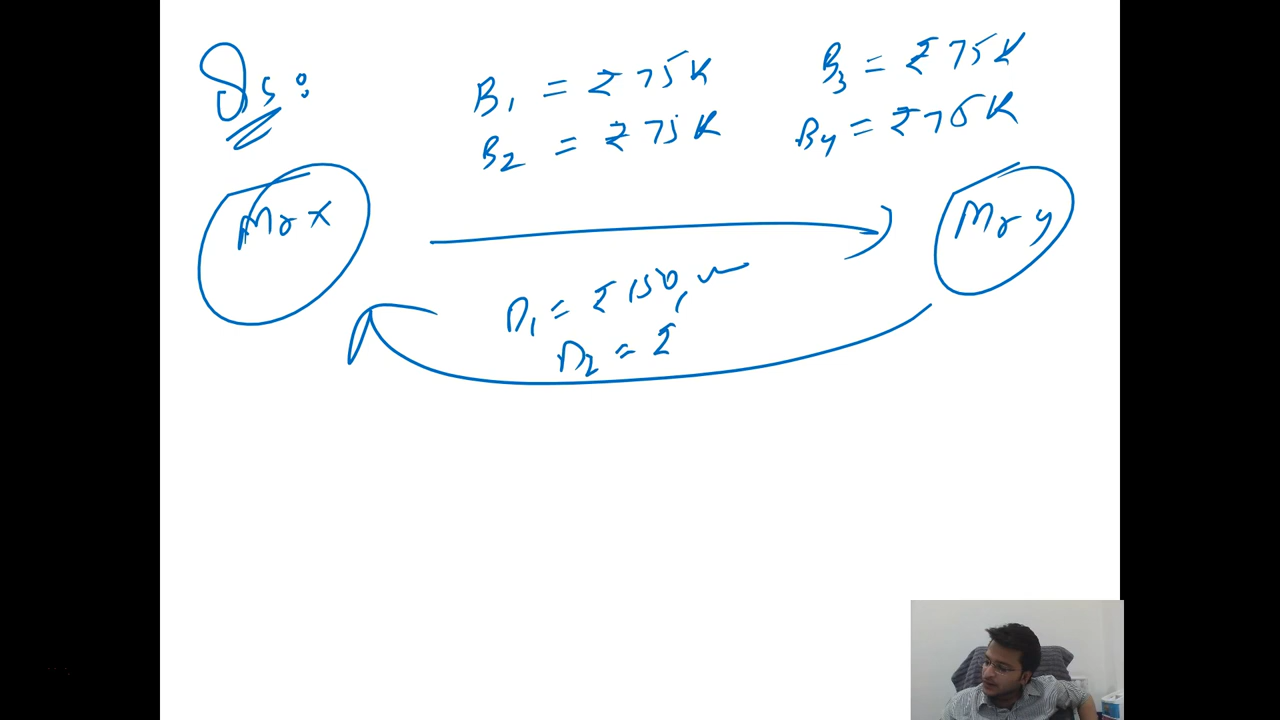 Qs:
B1 = ₹75K
B3 = ₹75K
B2 = ₹75K
B4 = ₹75K
Mr X
Mr Y
D1 = ₹150,
D2 = ₹